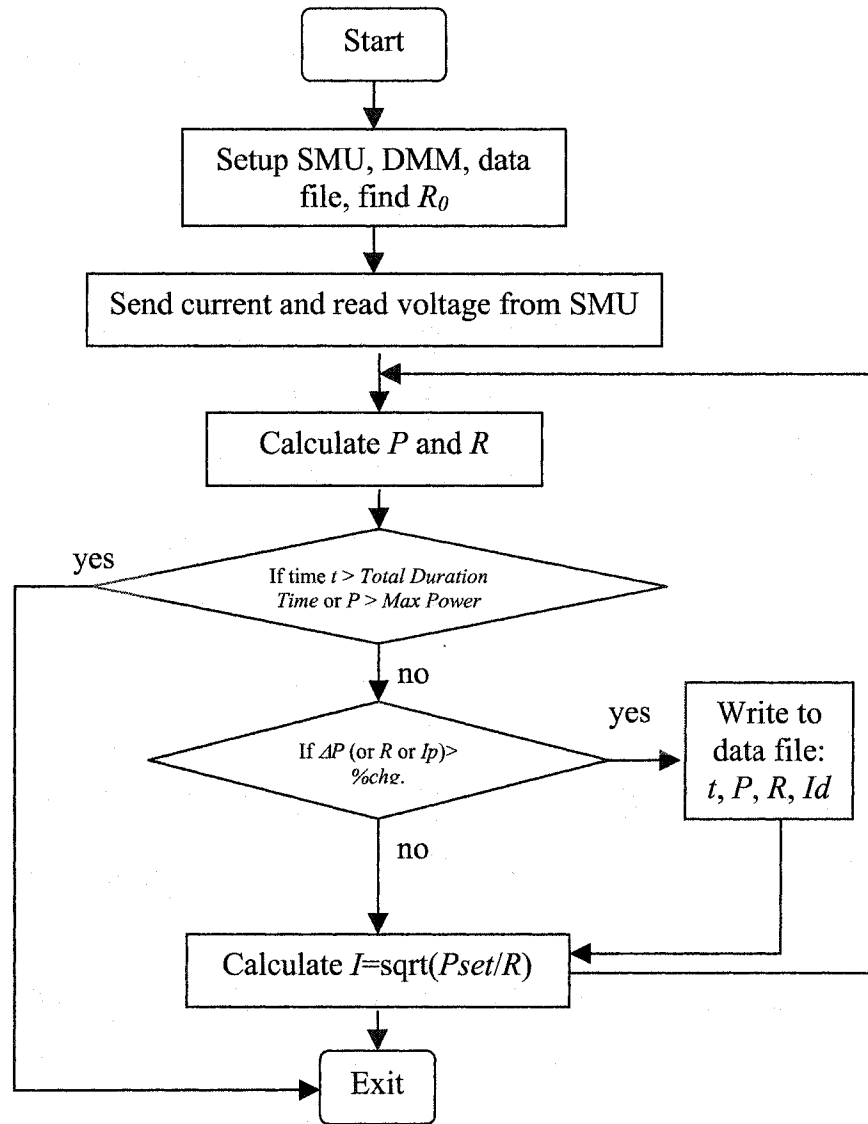 Start
Setup SMU, DMM, data
file, find R0
Send current and read voltage from SMU
Calculate P and R
yes
If time t > Total Duration
Time or P > Max Power
no
If ΔP (or R or Ip)>
%chg.
yes
Write to
data file:
t, P, R, Id
no
Calculate I=sqrt(Pset/R)
Exit